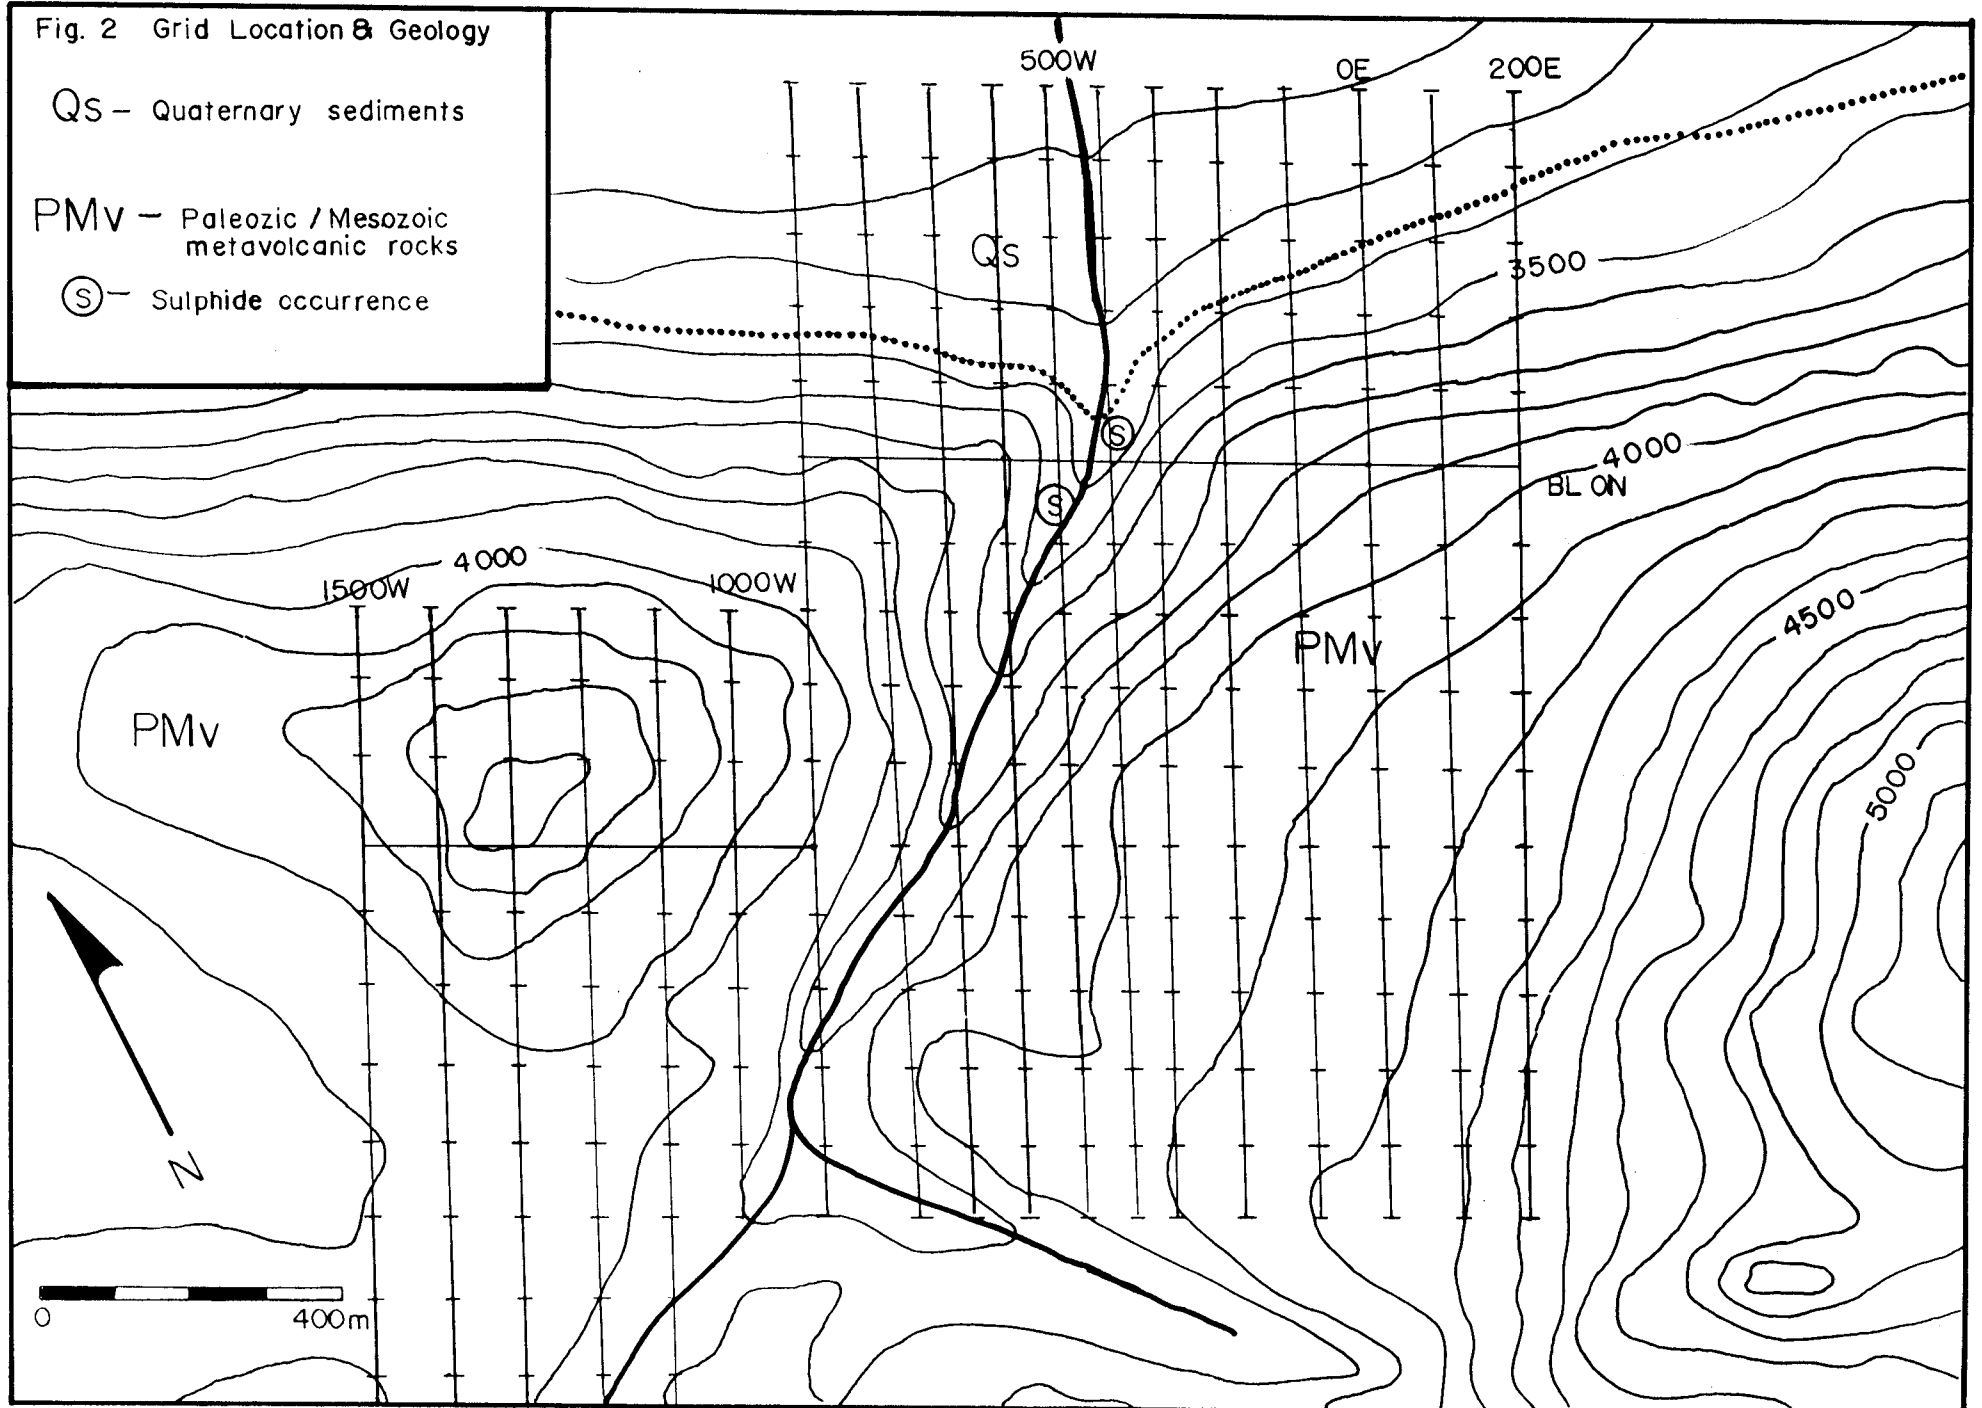 Fig. 2 Grid Location & Geology
Qs – Quaternary sediments
PMv – Paleozic / Mesozoic
metavolcanic rocks
S – Sulphide occurrence
500W
0E
200E
Qs
3500
S
4000
BL 0N
S
4000
1500W
1000W
4500
PMv
PMv
5000
N
0
400m